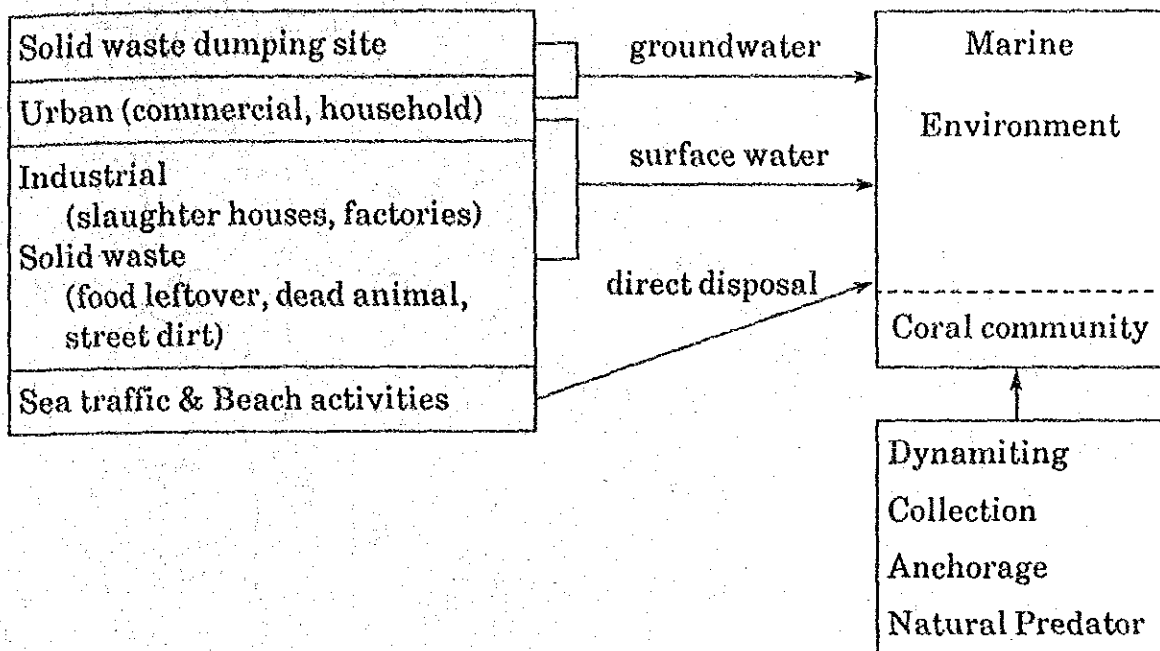 Solid waste dumping site
Urban (commercial, household)
Industrial
(slaughter houses, factories)
Solid waste
(food leftover, dead animal,
street dirt)
Sea traffic & Beach activities
groundwater
surface water
direct disposal
Marine
Environment
Coral community
Dynamiting
Collection
Anchorage
Natural Predator